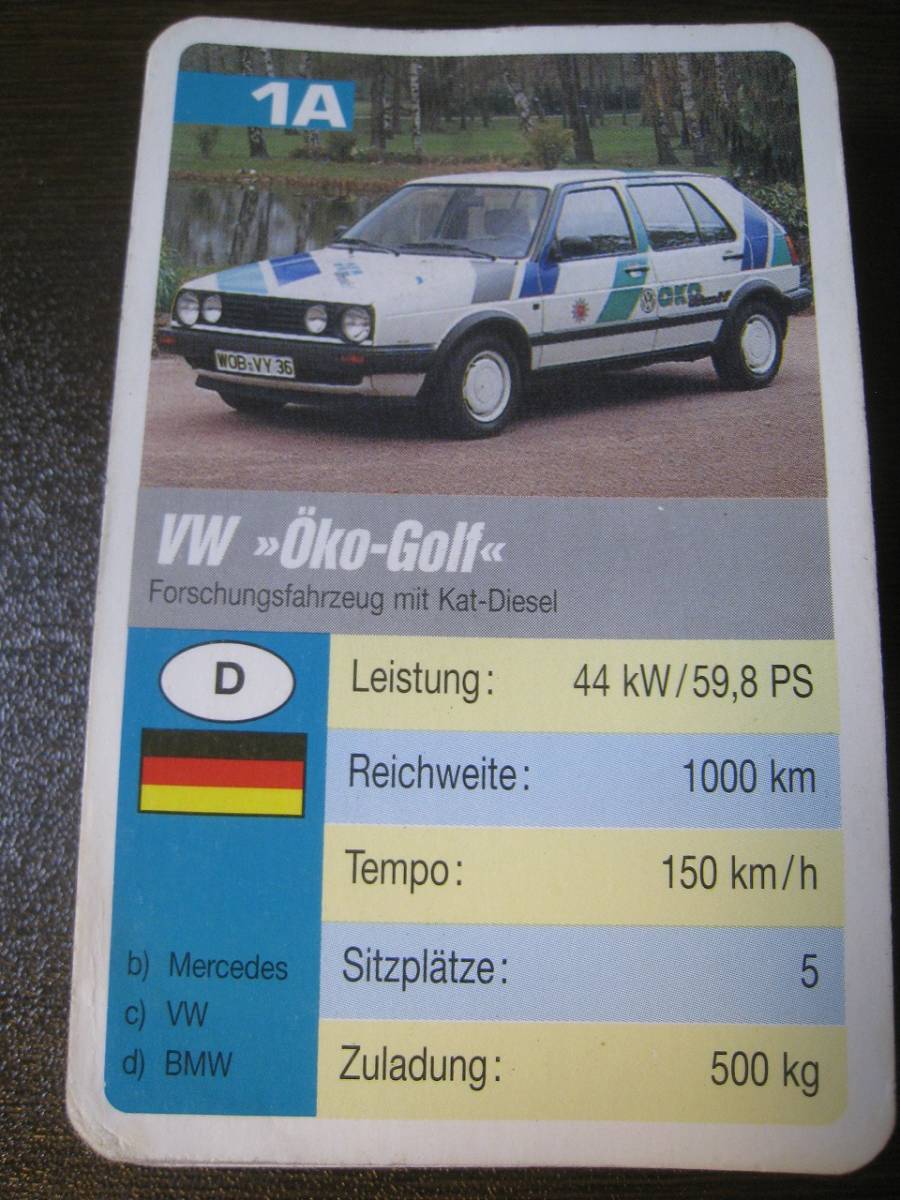 1A
WOB-VY 36
ÖKO
VW »Öko-Golf«
Forschungsfahrzeug mit Kat-Diesel
D
Leistung: 44 kW/59,8 PS
Reichweite: 1000 km
Tempo: 150 km/h
b) Mercedes
c) VW
d) BMW
Sitzplätze: 5
Zuladung: 500 kg